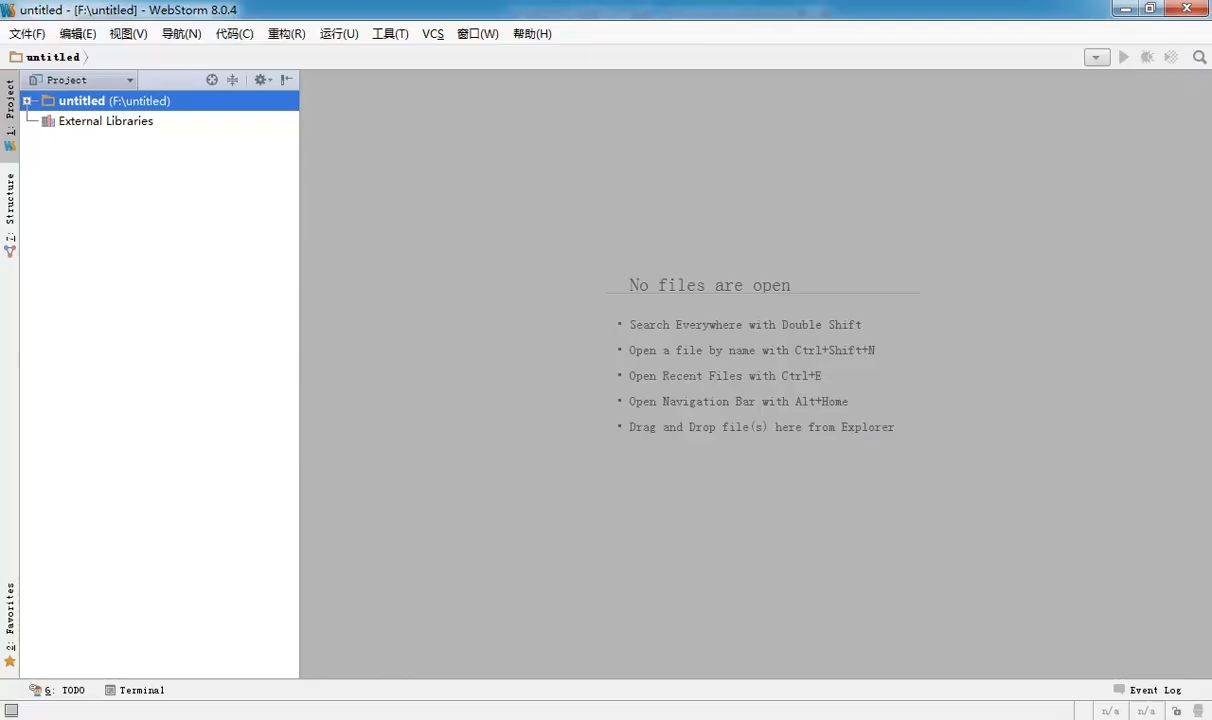 untitled - [F:\untitled] - WebStorm 8.0.4
文件(F) 编辑(E) 视图(V) 导航(N) 代码(C) 重构(R) 运行(U) 工具(T) VCS 窗口(W) 帮助(H)
untitled
Project
untitled (F:\untitled)
External Libraries
1: Project
7: Structure
2: Favorites
No files are open
• Search Everywhere with Double Shift
• Open a file by name with Ctrl+Shift+N
• Open Recent Files with Ctrl+E
• Open Navigation Bar with Alt+Home
• Drag and Drop file(s) here from Explorer
6: TODO Terminal Event Log
n/a n/a